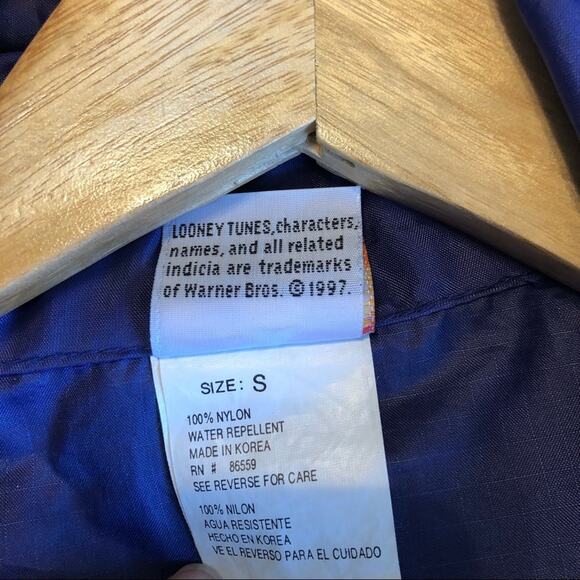 LOONEY TUNES, characters,
names, and all related
indicia are trademarks
of Warner Bros. ©1997.
SIZE: S
100% NYLON
WATER REPELLENT
MADE IN KOREA
RN # 86559
SEE REVERSE FOR CARE
100% NILON
AGUA RESISTENTE
HECHO EN KOREA
VE EL REVERSO PARA EL CUIDADO